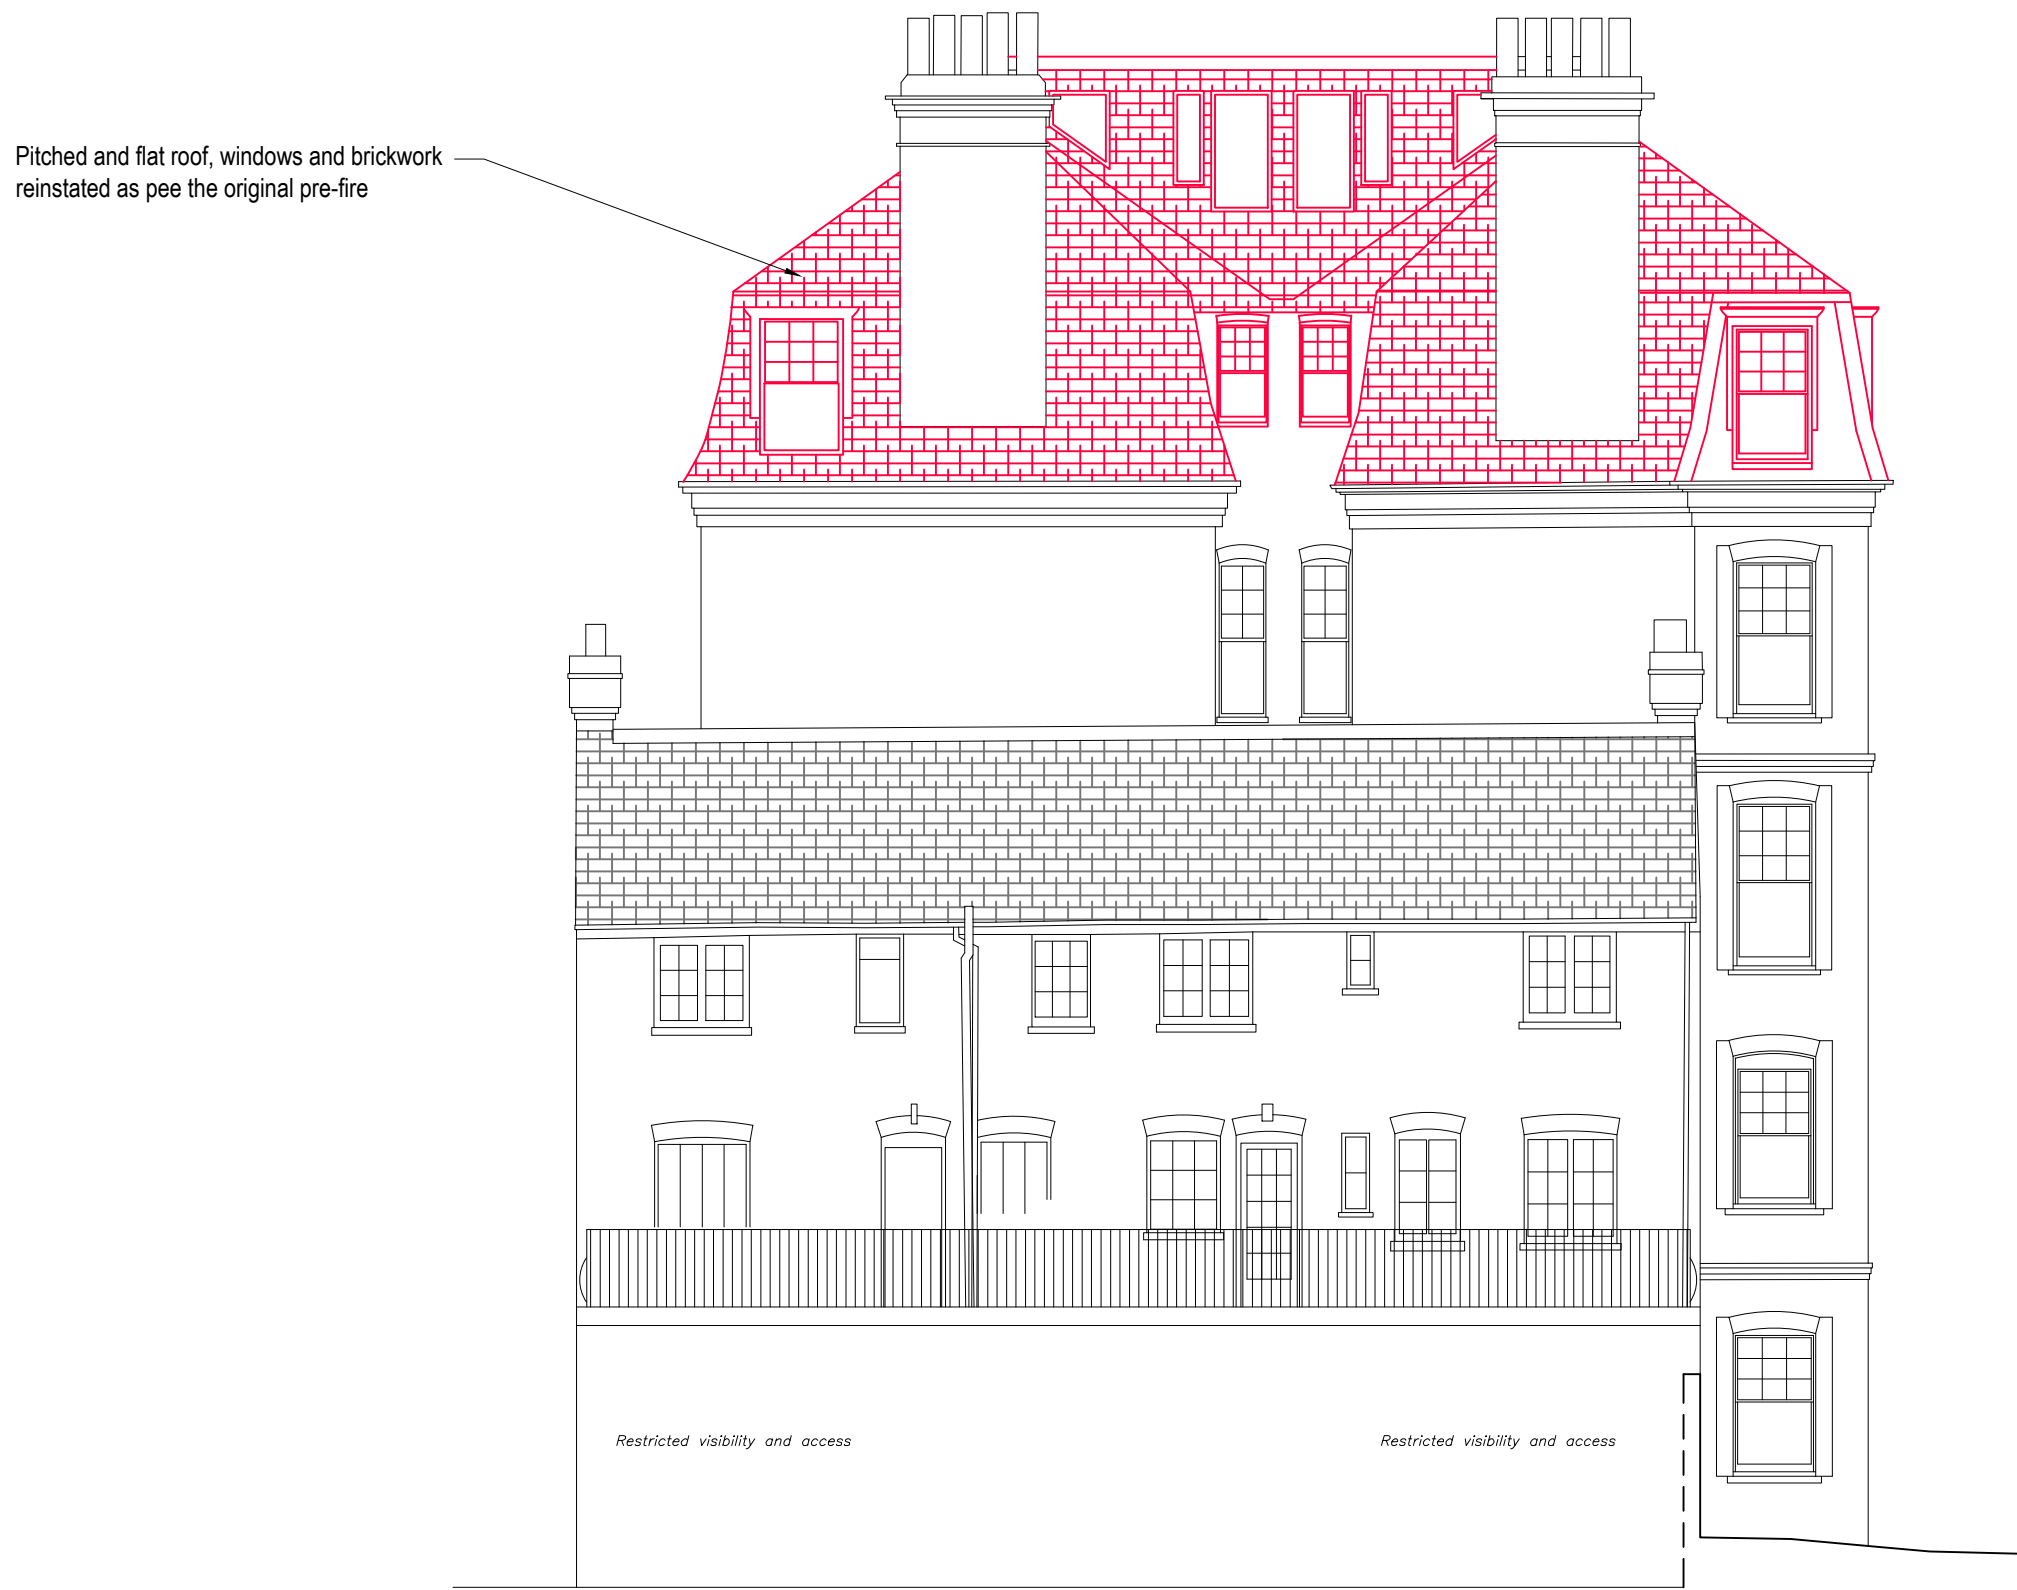 Pitched and flat roof, windows and brickwork
reinstated as pee the original pre-fire
Restricted visibility and access
Restricted visibility and access